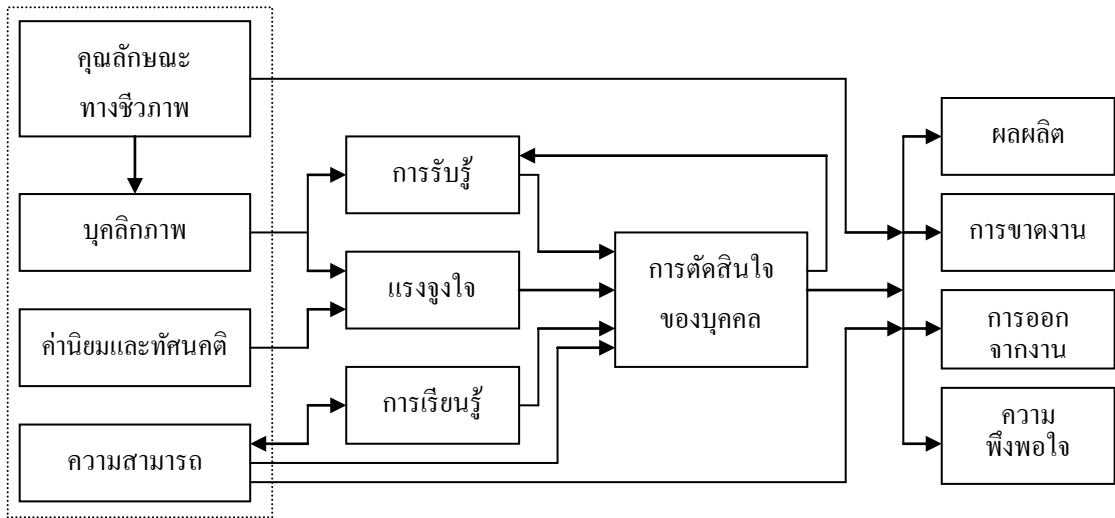 คุณลักษณะ
ทางชีวภาพ
บุคลิกภาพ
ค่านิยมและทัศนคติ
ความสามารถ
การรับรู้
แรงจูงใจ
การเรียนรู้
การตัดสินใจ
ของบุคคล
ผลผลิต
การขาดงาน
การออก
จากงาน
ความ
พึงพอใจ